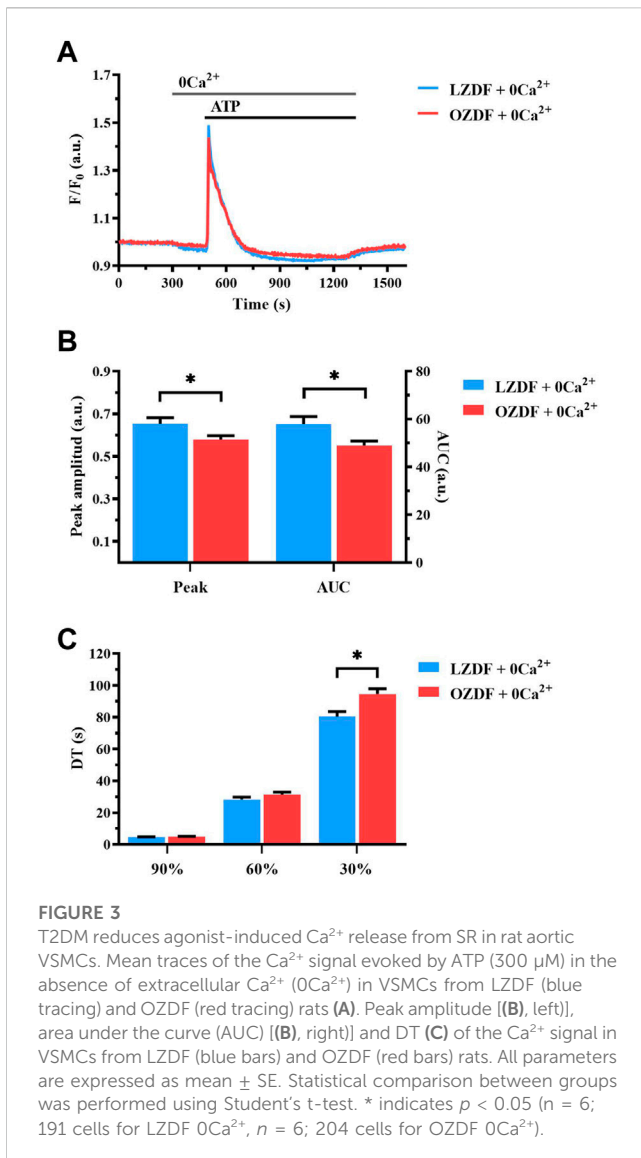 A
1.7
1.5
1.3
1.1
0.9
F/F₀ (a.u.)
0Ca²⁺
ATP
0 300 600 900 1200 1500
Time (s)
LZDF + 0Ca²⁺
OZDF + 0Ca²⁺
B
0.9
0.7
0.5
0.3
0.1
Peak amplitud (a.u.)
* *
80
60
40
20
0
AUC (a.u.)
Peak AUC
LZDF + 0Ca²⁺
OZDF + 0Ca²⁺
C
120
100
80
60
40
20
0
DT (s)
*
90% 60% 30%
LZDF + 0Ca²⁺
OZDF + 0Ca²⁺
FIGURE 3
T2DM reduces agonist-induced Ca²⁺ release from SR in rat aortic
VSMCs. Mean traces of the Ca²⁺ signal evoked by ATP (300 µM) in the
absence of extracellular Ca²⁺ (0Ca²⁺) in VSMCs from LZDF (blue
tracing) and OZDF (red tracing) rats (A). Peak amplitude [(B), left)],
area under the curve (AUC) [(B), right)] and DT (C) of the Ca²⁺ signal in
VSMCs from LZDF (blue bars) and OZDF (red bars) rats. All parameters
are expressed as mean ± SE. Statistical comparison between groups
was performed using Student's t-test. * indicates p < 0.05 (n = 6;
191 cells for LZDF 0Ca²⁺, n = 6; 204 cells for OZDF 0Ca²⁺).